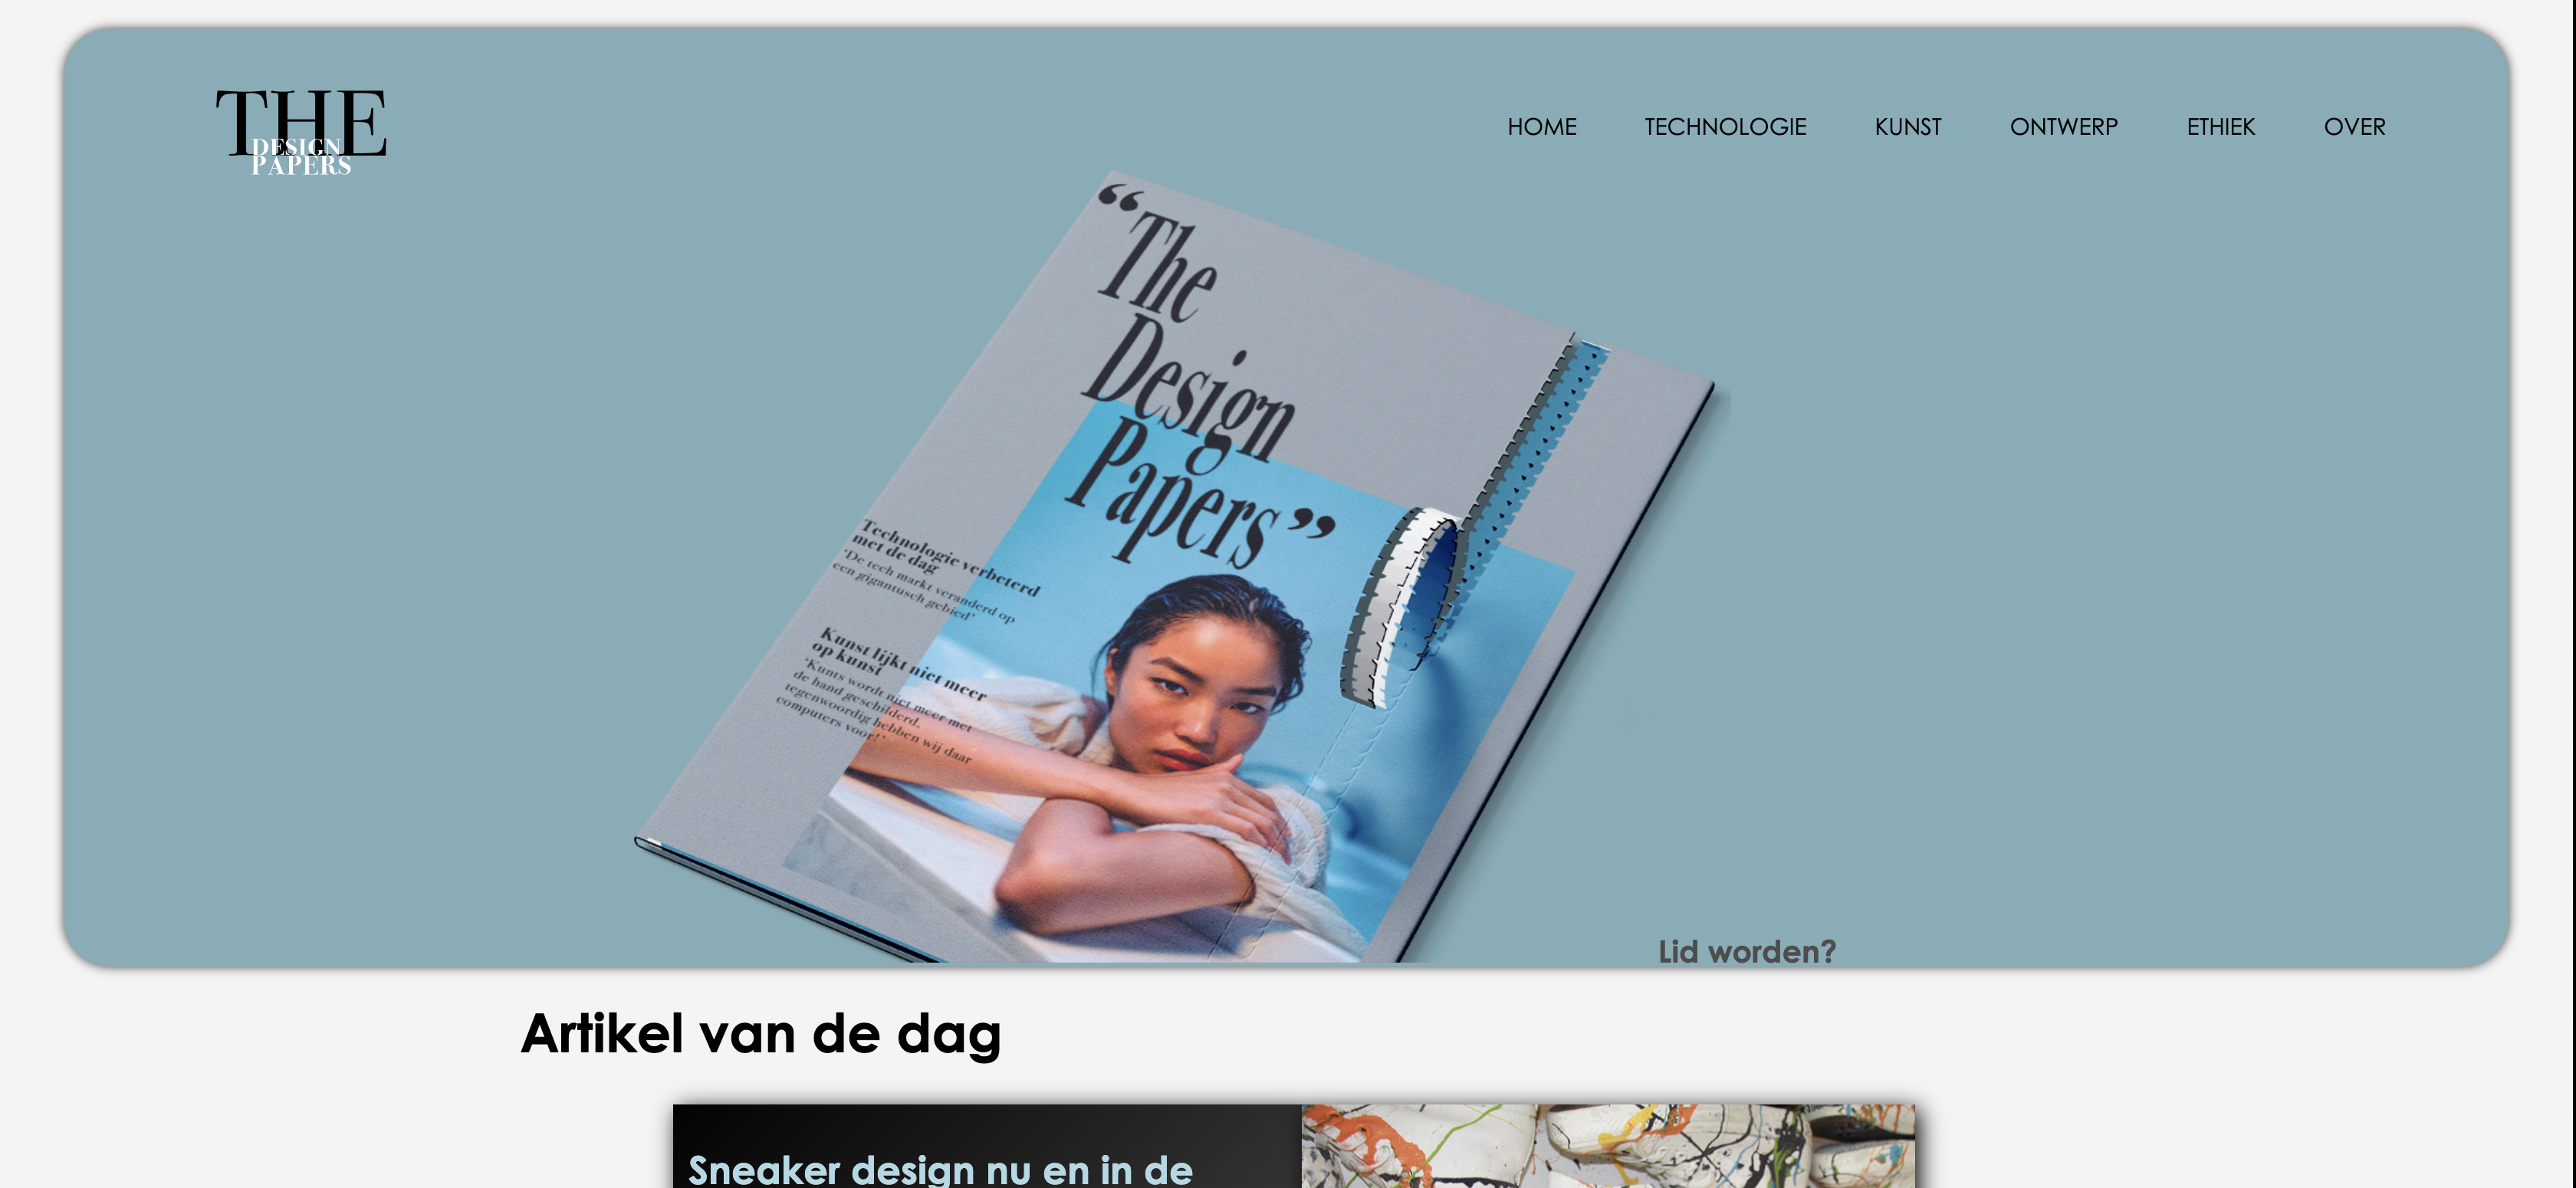 THE
DESIGN
PAPERS
HOME TECHNOLOGIE KUNST ONTWERP ETHIEK OVER
“The
Design
Papers”
Technologie verbeterd
met de dag
‘De tech markt veranderd op
een gigantusch gebied’
Kunst lijkt niet meer
op kunst
‘Kunts wordt niet meer met
de hand geschilderd.
tegenwoordig hebben wij daar
computers voor!’
Lid worden?
Artikel van de dag
Sneaker design nu en in de